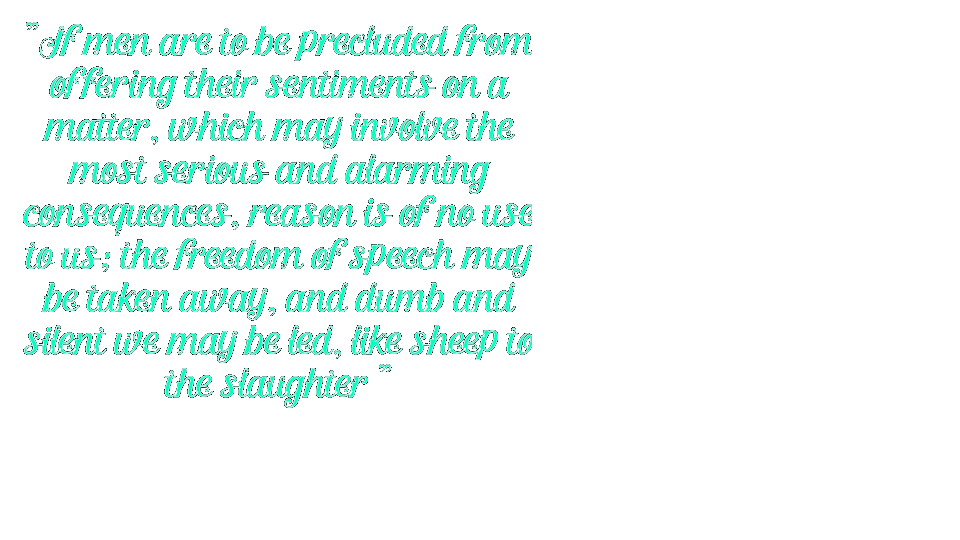 "If men are to be precluded from
offering their sentiments on a
matter, which may involve the
most serious and alarming
consequences, reason is of no use
to us; the freedom of speech may
be taken away, and dumb and
silent we may be led, like sheep to
the slaughter "